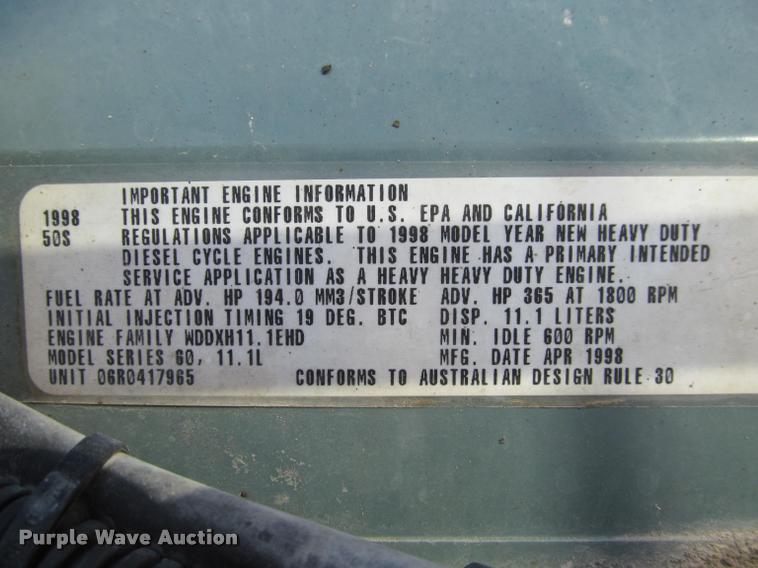 IMPORTANT ENGINE INFORMATION
1998 THIS ENGINE CONFORMS TO U.S. EPA AND CALIFORNIA
50S REGULATIONS APPLICABLE TO 1998 MODEL YEAR NEW HEAVY DUTY
DIESEL CYCLE ENGINES. THIS ENGINE HAS A PRIMARY INTENDED
SERVICE APPLICATION AS A HEAVY HEAVY DUTY ENGINE.
FUEL RATE AT ADV. HP 194.0 MM3/STROKE ADV. HP 365 AT 1800 RPM
INITIAL INJECTION TIMING 19 DEG. BTC DISP. 11.1 LITERS
ENGINE FAMILY WDDXH11.1EHD MIN. IDLE 600 RPM
MODEL SERIES 60, 11.1L MFG. DATE APR 1998
UNIT 06R0417965 CONFORMS TO AUSTRALIAN DESIGN RULE 30
Purple Wave Auction